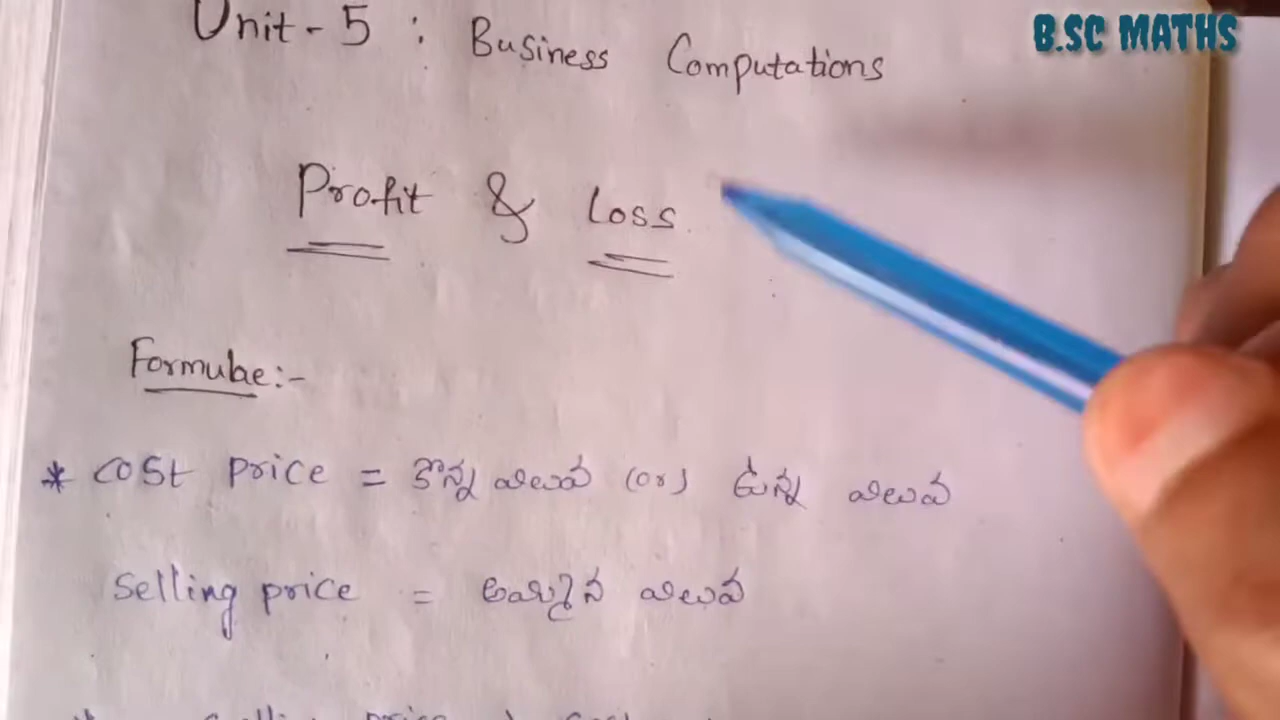 B.SC MATHS
Unit - 5 : Business Computations
Profit & Loss
Formulae:-
* Cost price = కొన్న విలువ (or) ఉన్న విలువ
Selling price = అమ్మిన విలువ